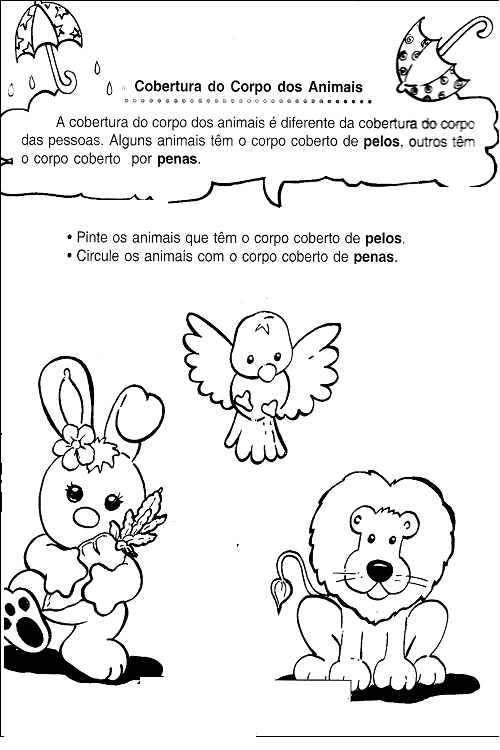 Cobertura do Corpo dos Animais
A cobertura do corpo dos animais é diferente da cobertura do corpo
das pessoas. Alguns animais têm o corpo coberto de pelos, outros têm
o corpo coberto por penas.
• Pinte os animais que têm o corpo coberto de pelos.
• Circule os animais com o corpo coberto de penas.